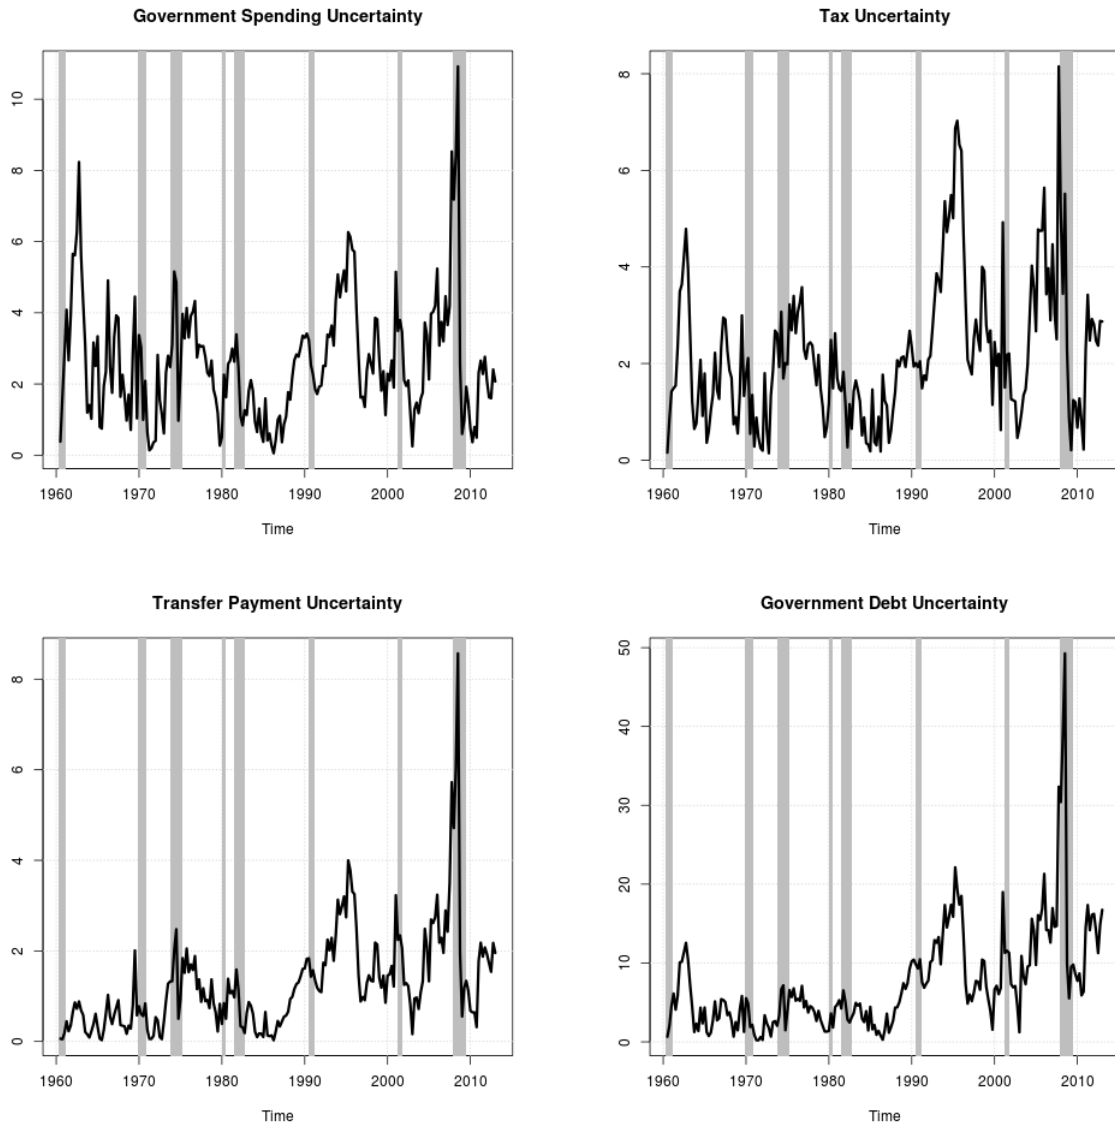 Government Spending Uncertainty
10
8
6
4
2
0
1960 1970 1980 1990 2000 2010
Time
Tax Uncertainty
8
6
4
2
0
1960 1970 1980 1990 2000 2010
Time
Transfer Payment Uncertainty
8
6
4
2
0
1960 1970 1980 1990 2000 2010
Time
Government Debt Uncertainty
50
40
30
20
10
0
1960 1970 1980 1990 2000 2010
Time